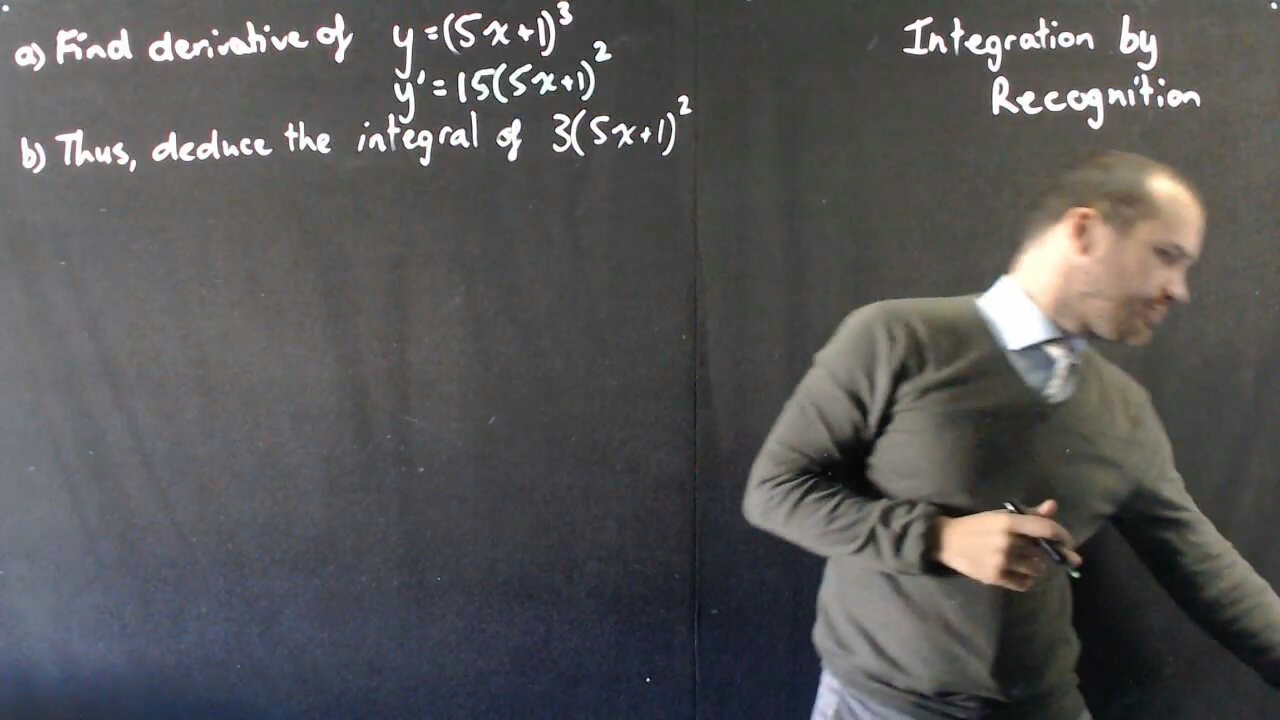 a) Find derivative of y = (5x+1)³
y' = 15(5x+1)²
b) Thus, deduce the integral of 3(5x+1)²
Integration by
Recognition